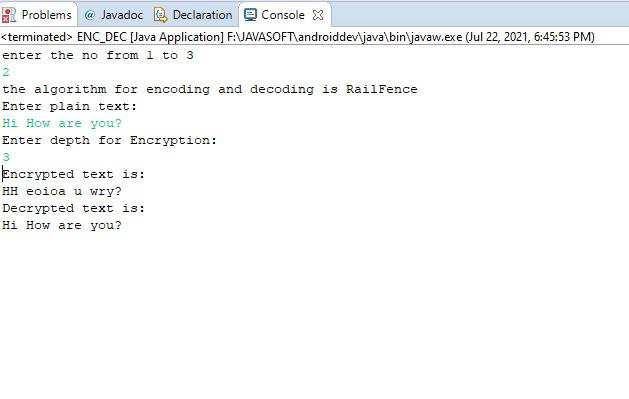 Problems @ Javadoc Declaration Console
<terminated> ENC_DEC [Java Application] F:\JAVASOFT\androiddev\java\bin\javaw.exe (Jul 22, 2021, 6:45:53 PM)
enter the no from 1 to 3
2
the algorithm for encoding and decoding is RailFence
Enter plain text:
Hi How are you?
Enter depth for Encryption:
3
Encrypted text is:
HH eoioa u wry?
Decrypted text is:
Hi How are you?